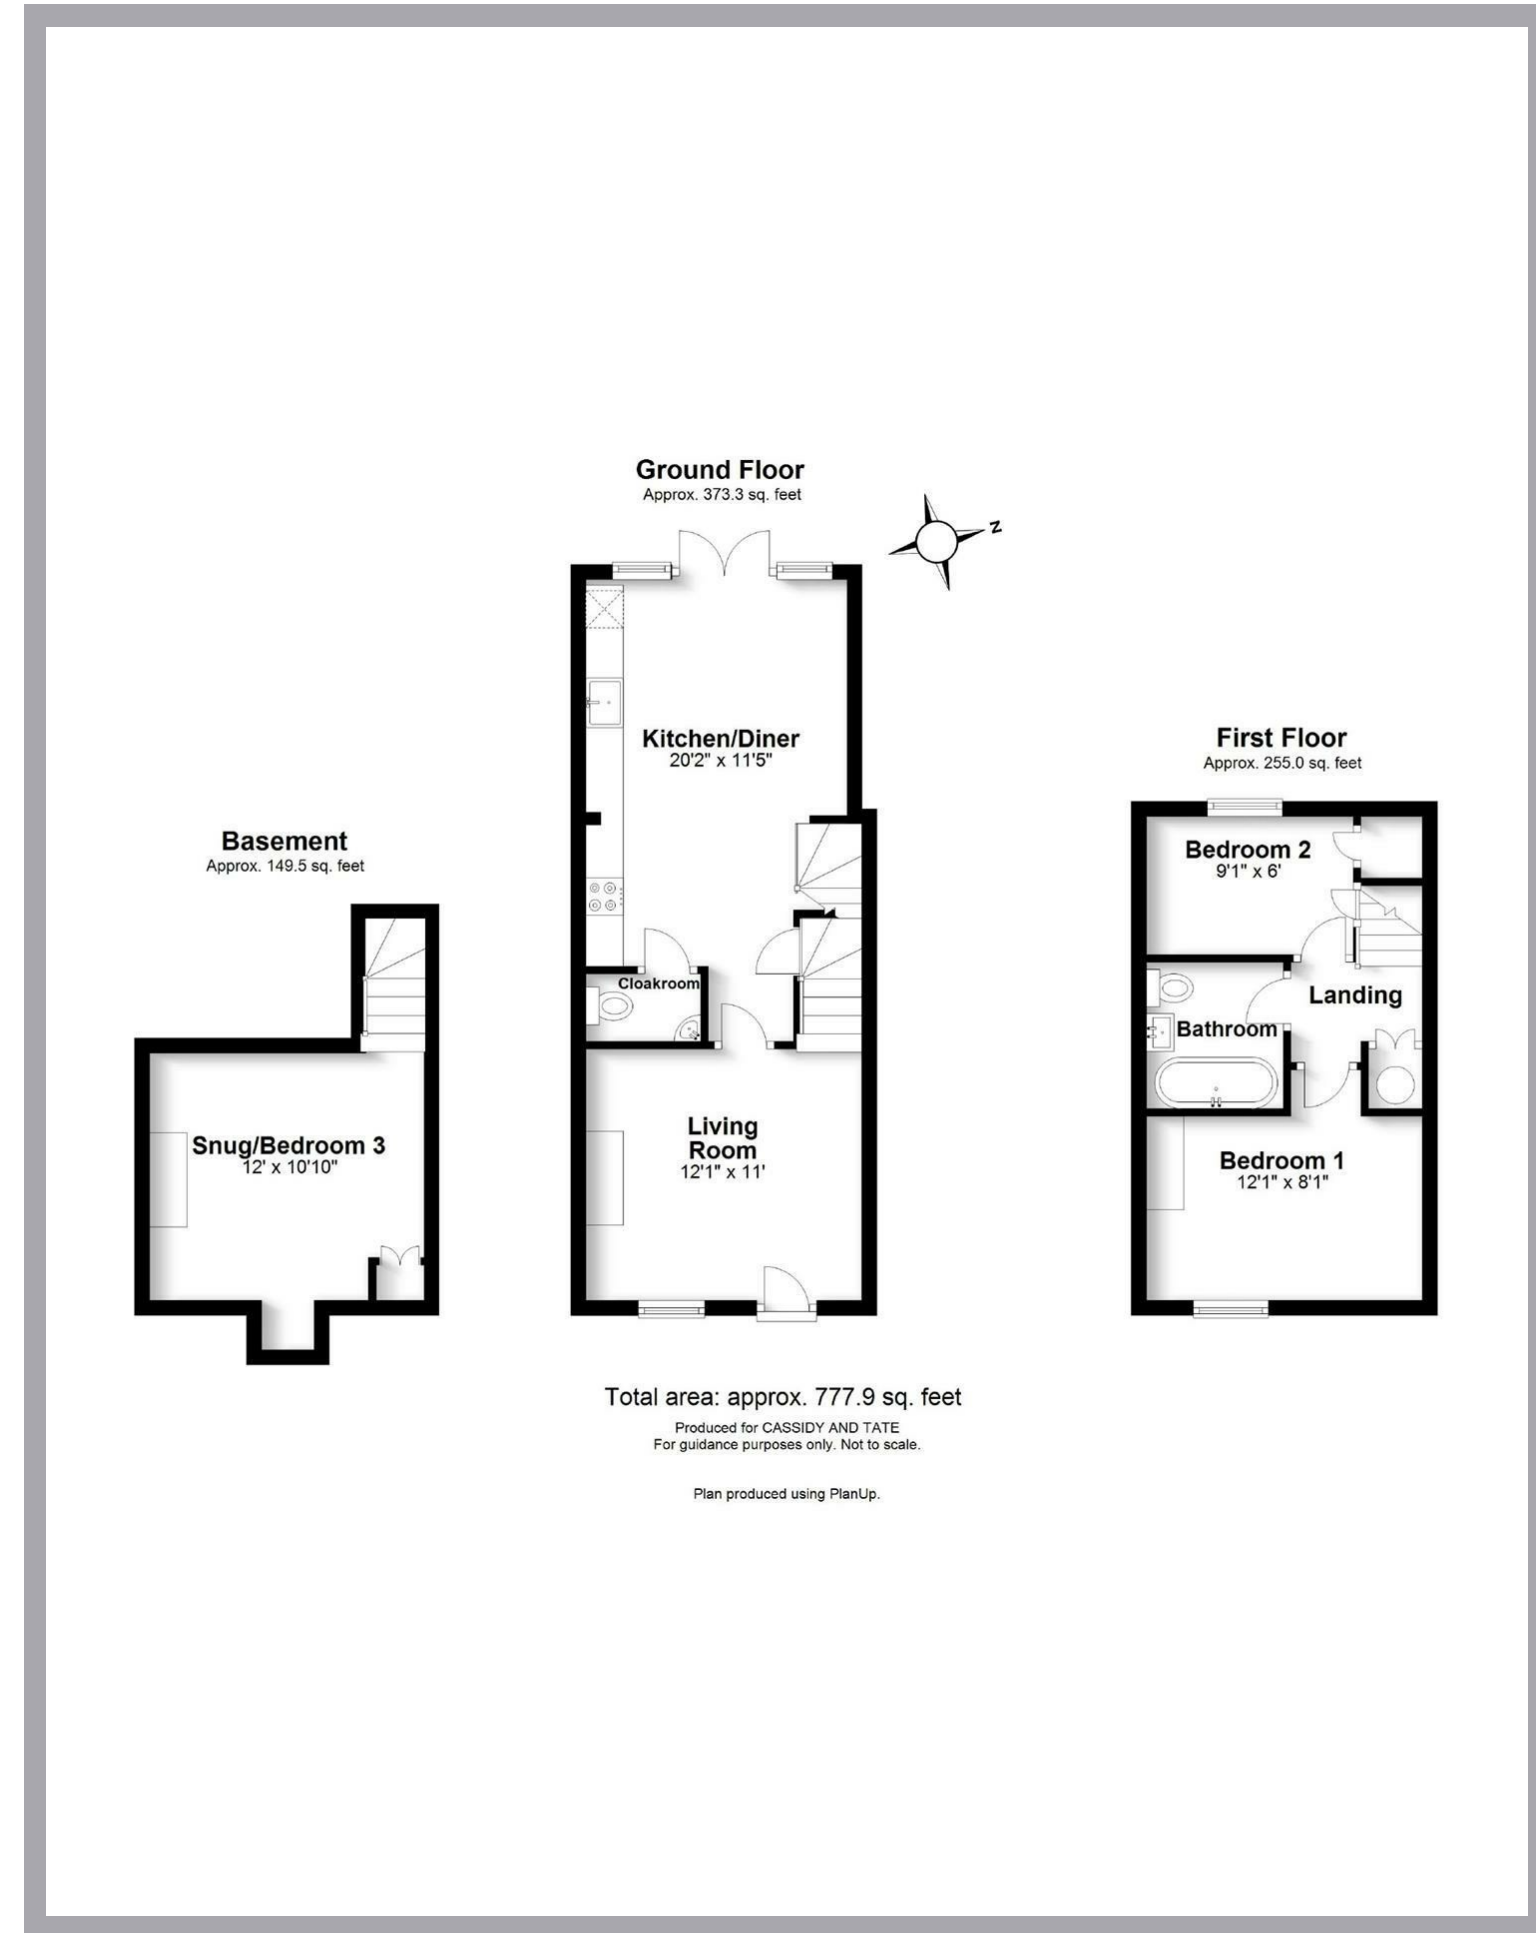 Ground Floor
Approx. 373.3 sq. feet
N
Kitchen/Diner
20'2" x 11'5"
Cloakroom
Living
Room
12'1" x 11'
Basement
Approx. 149.5 sq. feet
Snug/Bedroom 3
12' x 10'10"
First Floor
Approx. 255.0 sq. feet
Bedroom 2
9'1" x 6'
Landing
Bathroom
Bedroom 1
12'1" x 8'1"
Total area: approx. 777.9 sq. feet
Produced for CASSIDY AND TATE
For guidance purposes only. Not to scale.
Plan produced using PlanUp.